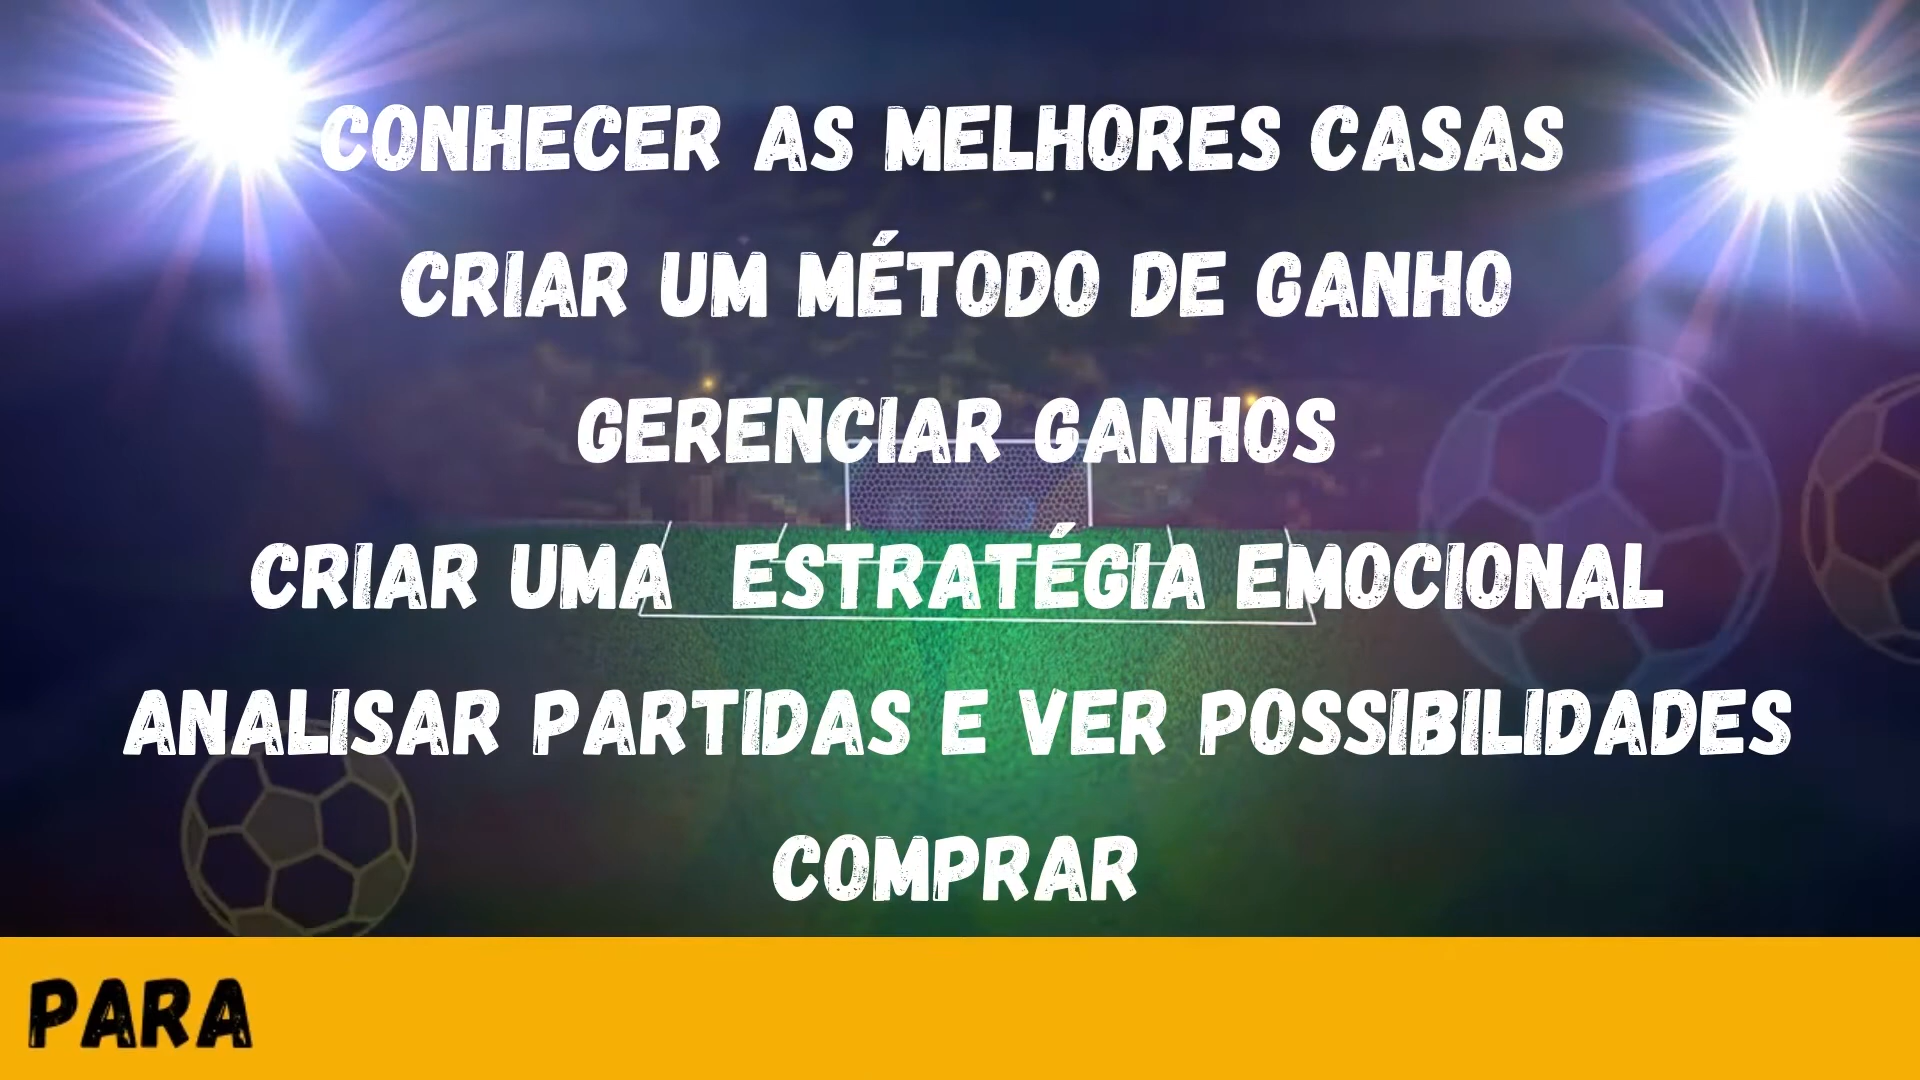 CONHECER AS MELHORES CASAS
CRIAR UM MÉTODO DE GANHO
GERENCIAR GANHOS
CRIAR UMA ESTRATÉGIA EMOCIONAL
ANALISAR PARTIDAS E VER POSSIBILIDADES
COMPRAR
PARA